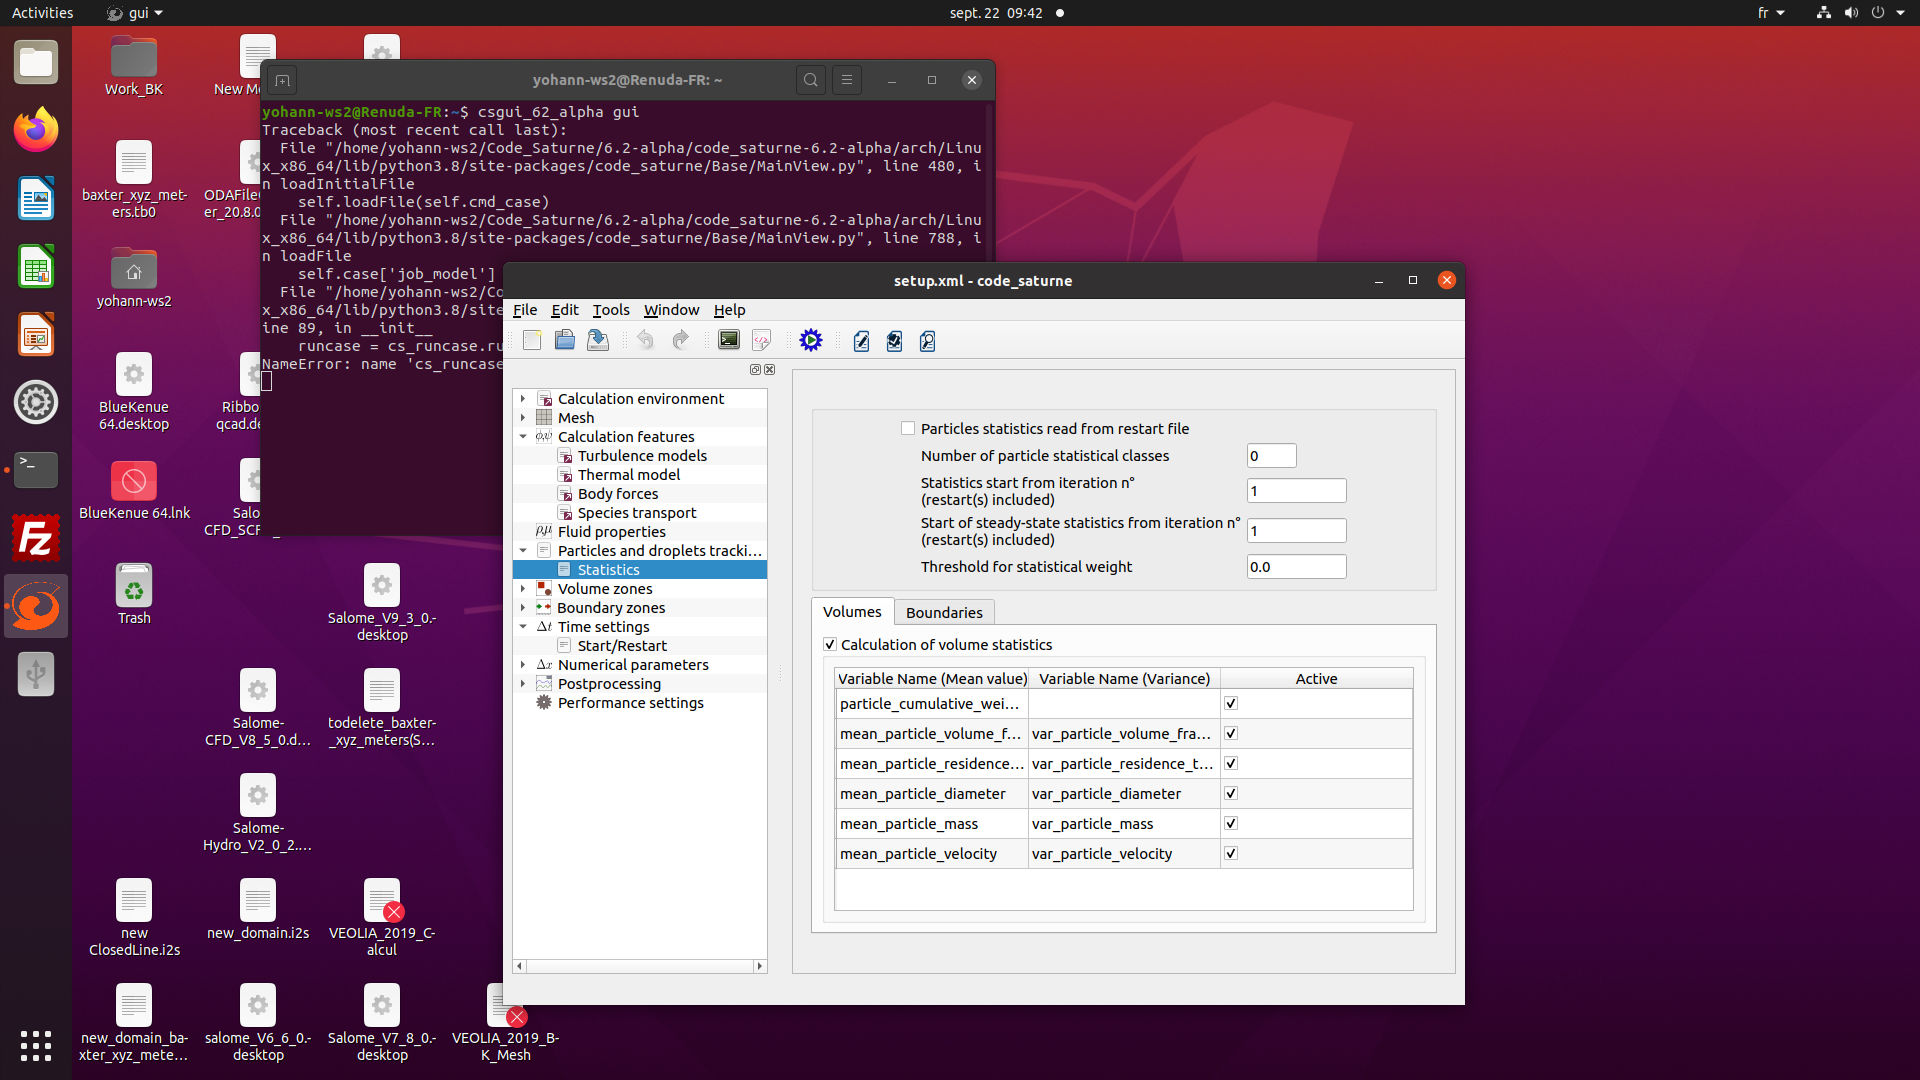 Activities
gui
sept. 22 09:42
fr
Work_BK
New M
baxter_xyz_met-
ers.tb0
ODAFile
er_20.8.0
yohann-ws2
BlueKenue
64.desktop
Ribbo
qcad.de
BlueKenue 64.lnk
Salo
CFD_SCF
Trash
Salome_V9_3_0.-
desktop
Salome-
CFD_V8_5_0.d...
todelete_baxter-
_xyz_meters(S...
Salome-
Hydro_V2_0_2....
new
ClosedLine.i2s
new_domain.i2s
VEOLIA_2019_C-
alcul
new_domain_ba-
xter_xyz_mete...
salome_V6_6_0.-
desktop
Salome_V7_8_0.-
desktop
VEOLIA_2019_B-
K_Mesh
yohann-ws2@Renuda-FR: ~
yohann-ws2@Renuda-FR:~$ csgui_62_alpha gui
Traceback (most recent call last):
File "/home/yohann-ws2/Code_Saturne/6.2-alpha/code_saturne-6.2-alpha/arch/Linu
x_x86_64/lib/python3.8/site-packages/code_saturne/Base/MainView.py", line 480, i
n loadInitialFile
self.loadFile(self.cmd_case)
File "/home/yohann-ws2/Code_Saturne/6.2-alpha/code_saturne-6.2-alpha/arch/Linu
x_x86_64/lib/python3.8/site-packages/code_saturne/Base/MainView.py", line 788, i
n loadFile
self.case['job_model']
File "/home/yohann-ws2/Co
x_x86_64/lib/python3.8/site
ine 89, in __init__
runcase = cs_runcase.ru
NameError: name 'cs_runcase
setup.xml - code_saturne
File Edit Tools Window Help
Calculation environment
Mesh
Calculation features
Turbulence models
Thermal model
Body forces
Species transport
Fluid properties
Particles and droplets tracki...
Statistics
Volume zones
Boundary zones
Δt Time settings
Start/Restart
Δx Numerical parameters
Postprocessing
Performance settings
Particles statistics read from restart file
Number of particle statistical classes 0
Statistics start from iteration n°
(restart(s) included) 1
Start of steady-state statistics from iteration n°
(restart(s) included) 1
Threshold for statistical weight 0.0
Volumes Boundaries
Calculation of volume statistics
Variable Name (Mean value) Variable Name (Variance) Active
particle_cumulative_wei...
mean_particle_volume_f... var_particle_volume_fra...
mean_particle_residence... var_particle_residence_t...
mean_particle_diameter var_particle_diameter
mean_particle_mass var_particle_mass
mean_particle_velocity var_particle_velocity